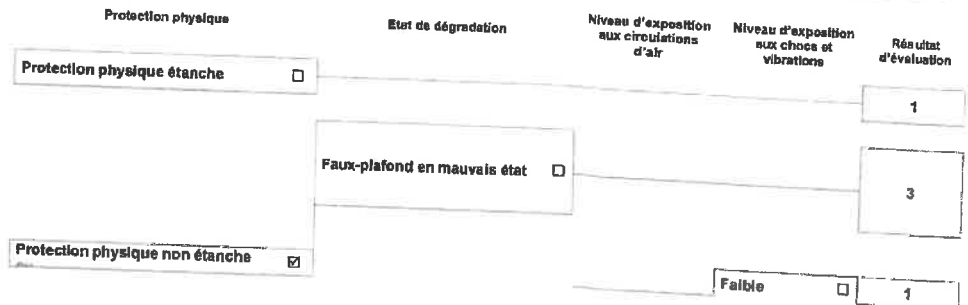 Protection physique
Etat de dégradation
Niveau d'exposition
aux circulations
d'air
Niveau d'exposition
aux chocs et
vibrations
Résultat
d'évaluation
Protection physique étanche ☐
1
Faux-plafond en mauvais état ☐
3
Protection physique non étanche ☑
Faible ☐
1